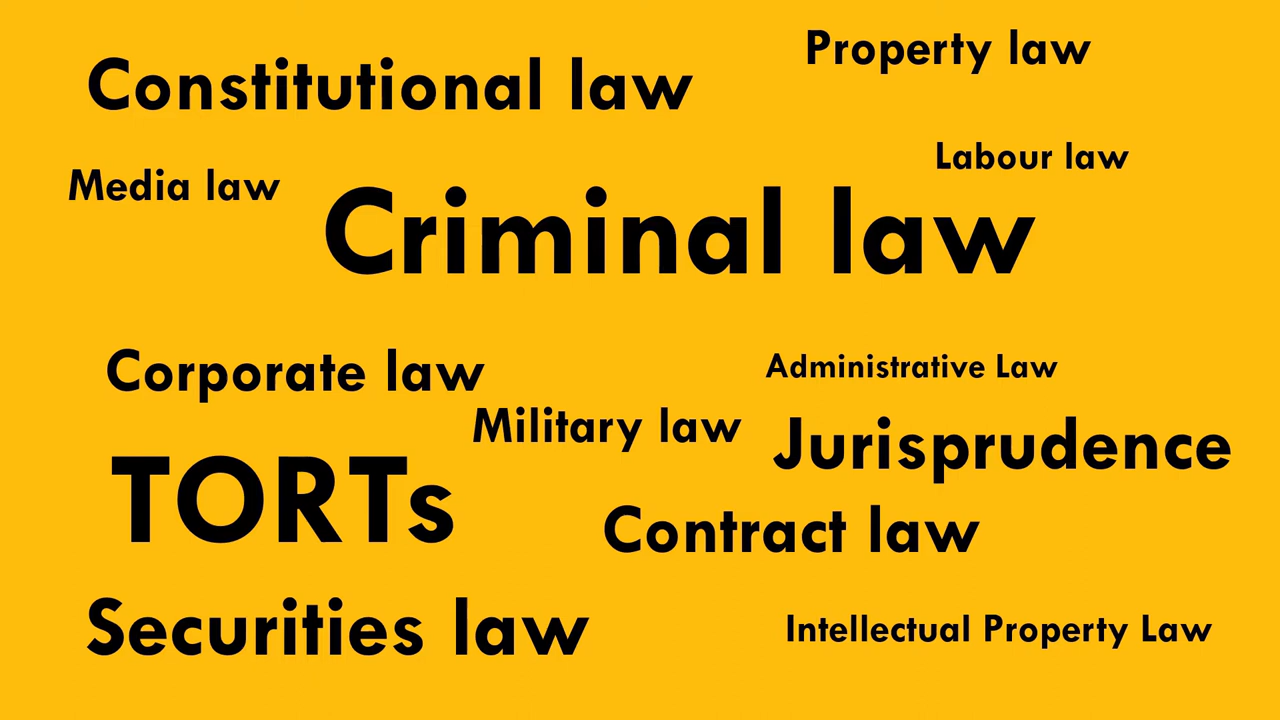 Property law
Constitutional law
Labour law
Media law
Criminal law
Corporate law
Administrative Law
Military law
Jurisprudence
TORTs
Contract law
Securities law
Intellectual Property Law